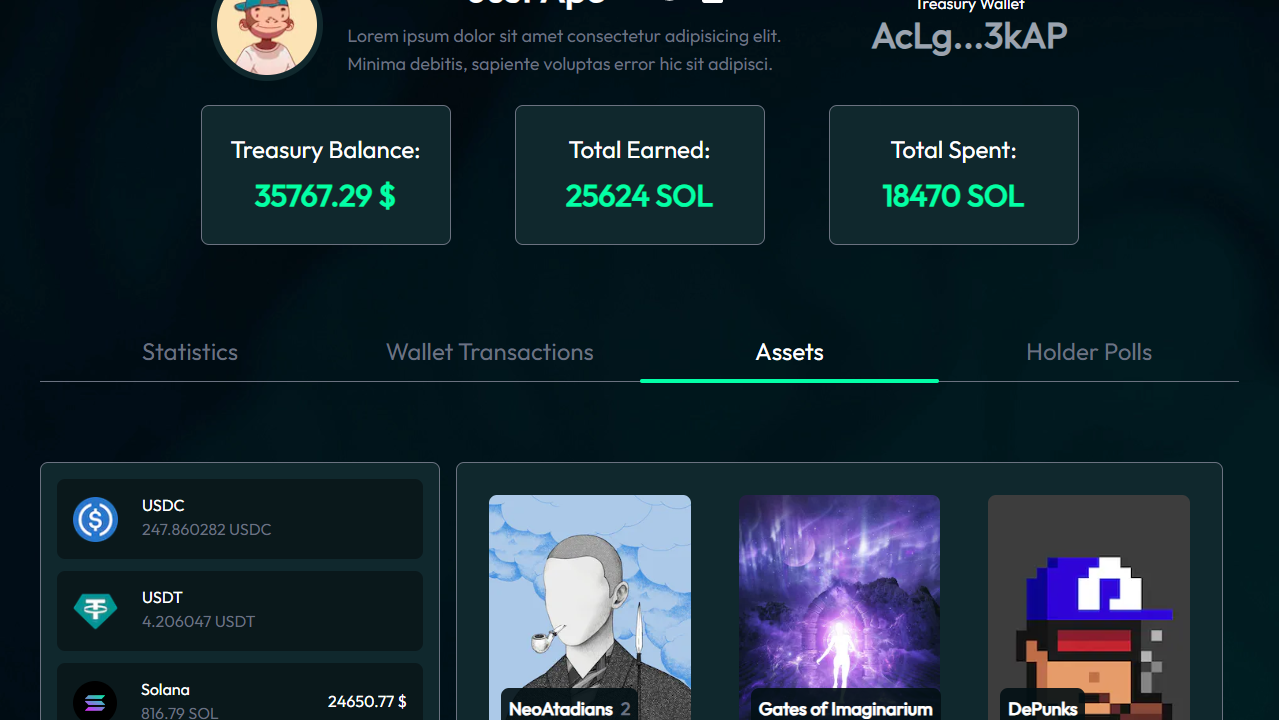 Treasury Wallet
AcLg...3kAP
Lorem ipsum dolor sit amet consectetur adipisicing elit.
Minima debitis, sapiente voluptas error hic sit adipisci.
Treasury Balance:
35767.29 $
Total Earned:
25624 SOL
Total Spent:
18470 SOL
Statistics
Wallet Transactions
Assets
Holder Polls
USDC
247.860282 USDC
USDT
4.206047 USDT
Solana
816.79 SOL
24650.77 $
NeoAtadians 2
Gates of Imaginarium
DePunks